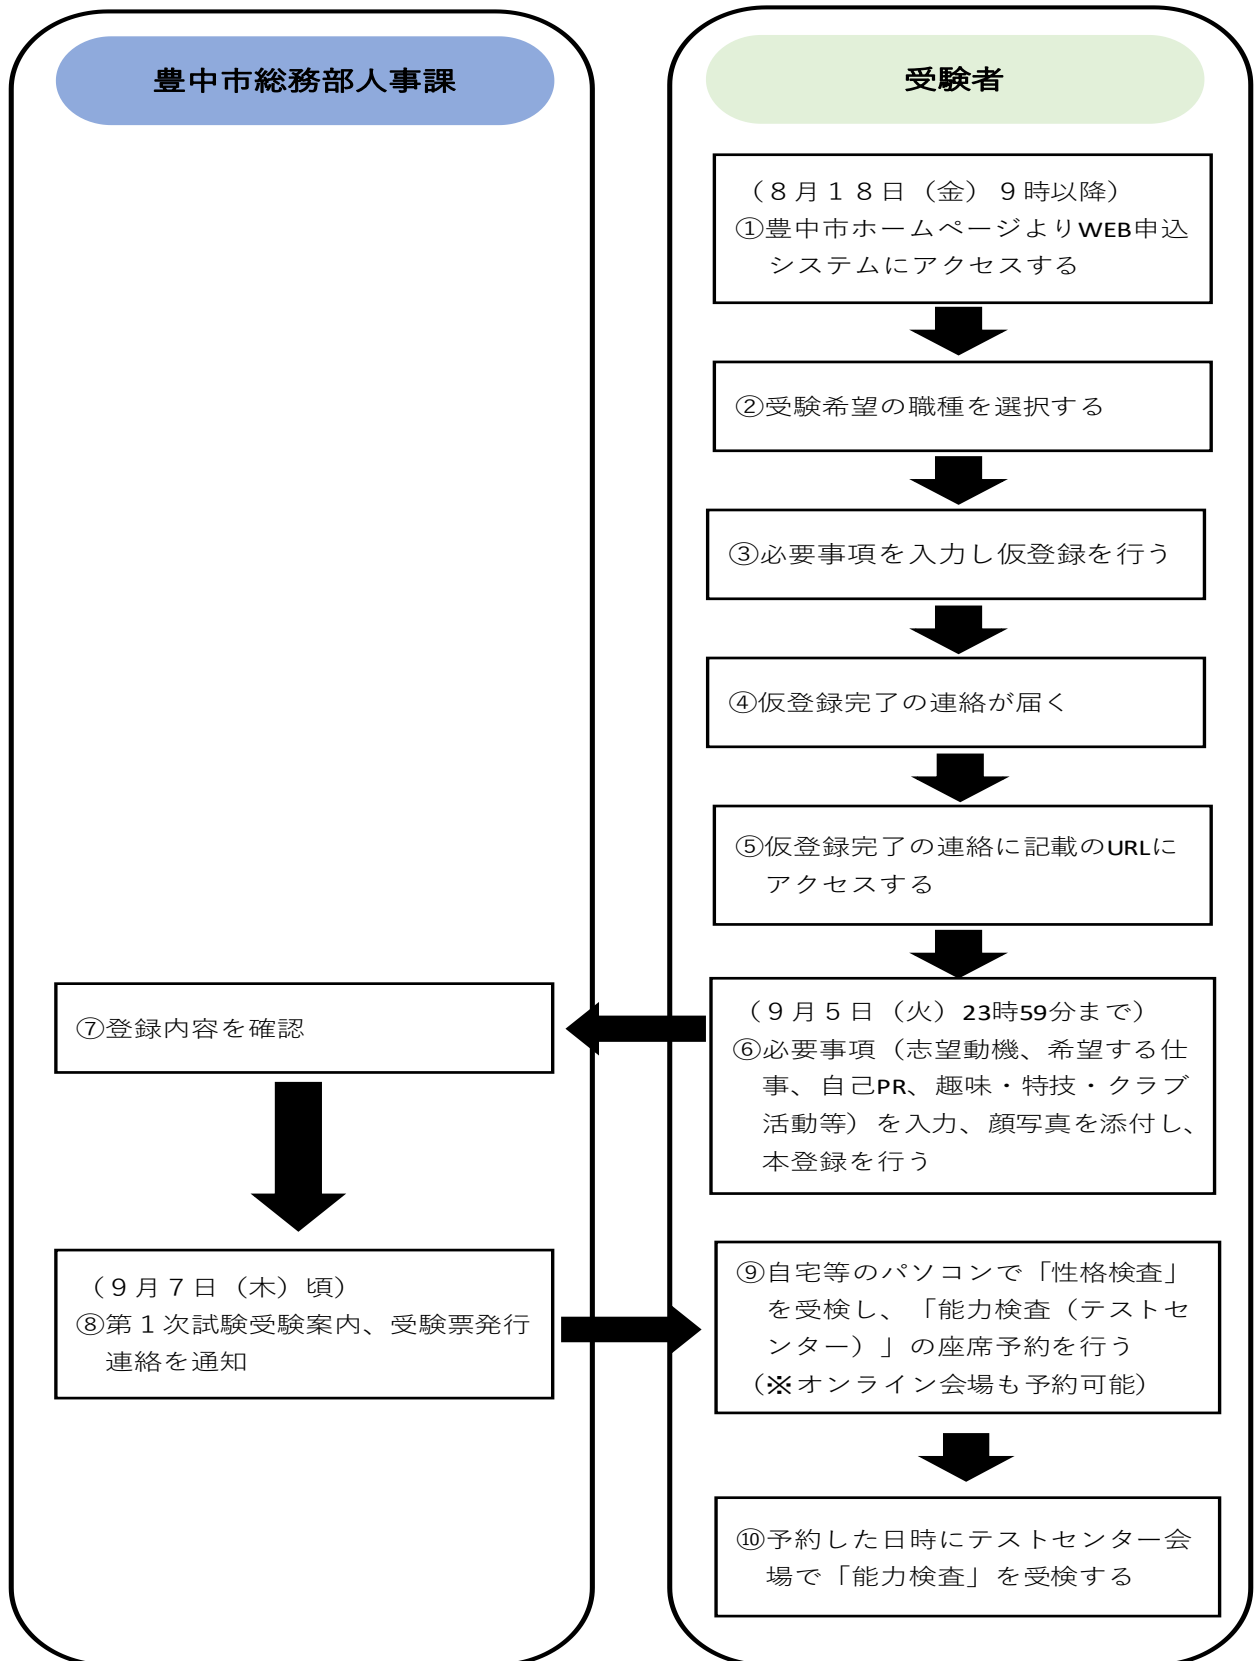 豊中市総務部人事課
受験者
（８月１８日（金）９時以降）
①豊中市ホームページよりWEB申込
システムにアクセスする
②受験希望の職種を選択する
③必要事項を入力し仮登録を行う
④仮登録完了の連絡が届く
⑤仮登録完了の連絡に記載のURLに
アクセスする
（９月５日（火）23時59分まで）
⑥必要事項（志望動機、希望する仕
事、自己PR、趣味・特技・クラブ
活動等）を入力、顔写真を添付し、
本登録を行う
⑦登録内容を確認
（９月７日（木）頃）
⑧第１次試験受験案内、受験票発行
連絡を通知
⑨自宅等のパソコンで「性格検査」
を受検し、「能力検査（テストセ
ンター）」の座席予約を行う
（※オンライン会場も予約可能）
⑩予約した日時にテストセンター会
場で「能力検査」を受検する